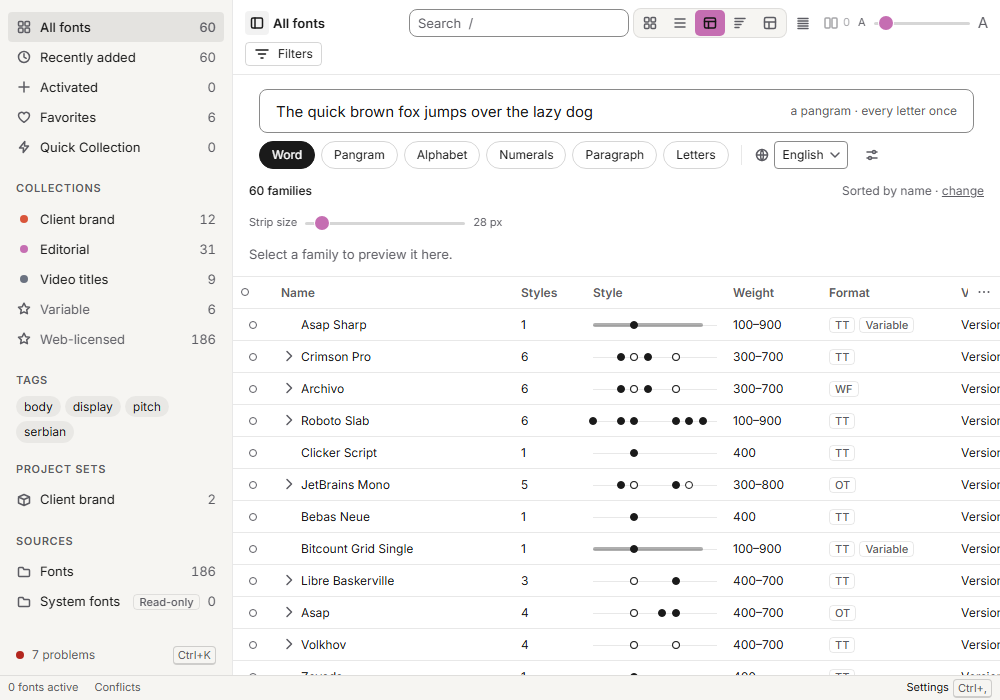 All fonts 60
Recently added 60
Activated 0
Favorites 6
Quick Collection 0
COLLECTIONS
Client brand 12
Editorial 31
Video titles 9
Variable 6
Web-licensed 186
TAGS
body display pitch
serbian
PROJECT SETS
Client brand 2
SOURCES
Fonts 186
System fonts Read-only 0
7 problems Ctrl+K
All fonts
Search /
0 A A
Filters
The quick brown fox jumps over the lazy dog a pangram · every letter once
Word Pangram Alphabet Numerals Paragraph Letters English
60 families Sorted by name · change
Strip size 28 px
Select a family to preview it here.
Name Styles Style Weight Format V ···
Asap Sharp 1 100–900 TT Variable Version
Crimson Pro 6 300–700 TT Version
Archivo 6 300–700 WF Version
Roboto Slab 6 100–900 TT Version
Clicker Script 1 400 TT Version
JetBrains Mono 5 300–800 OT Version
Bebas Neue 1 400 TT Version
Bitcount Grid Single 1 100–900 TT Variable Version
Libre Baskerville 3 400–700 TT Version
Asap 4 400–700 OT Version
Volkhov 4 400–700 TT Version
0 fonts active Conflicts Settings Ctrl+,